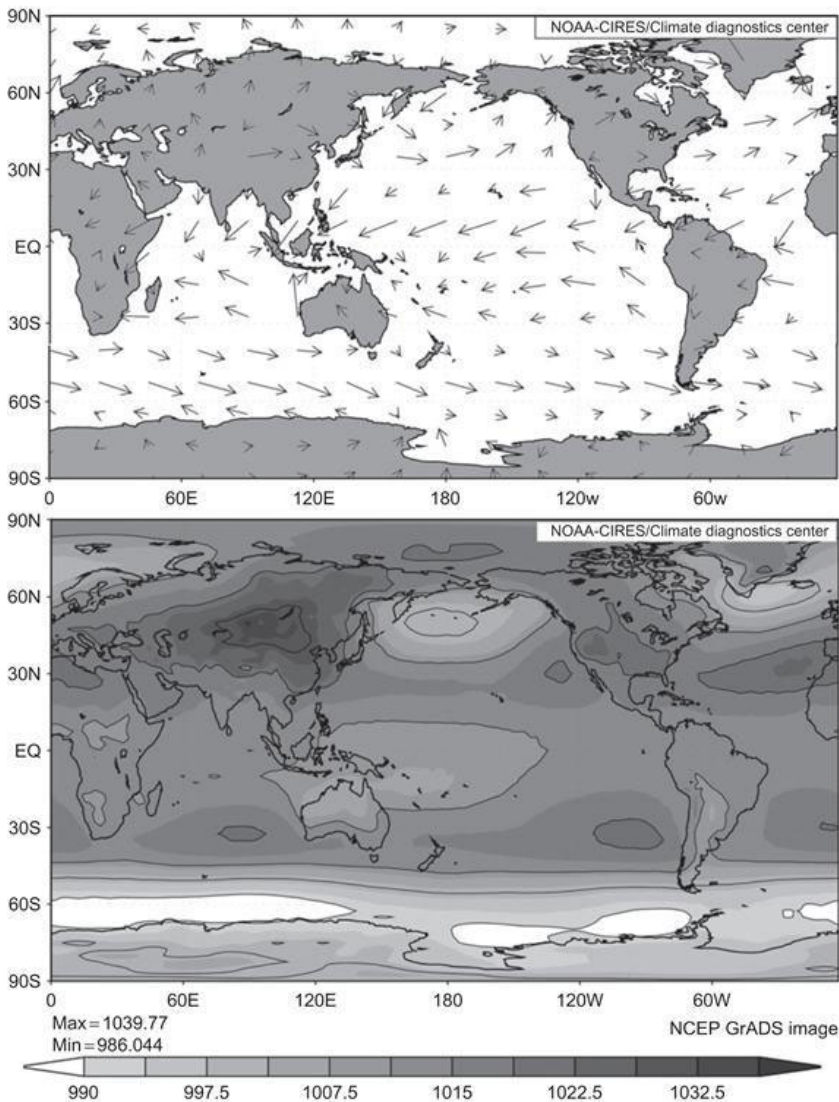 90N
NOAA-CIRES/Climate diagnostics center
60N
30N
EQ
30S
60S
90S
0 60E 120E 180 120w 60w
90N
NOAA-CIRES/Climate diagnostics center
60N
30N
EQ
30S
60S
90S
0 60E 120E 180 120W 60W
Max=1039.77
Min=986.044
NCEP GrADS image
990 997.5 1007.5 1015 1022.5 1032.5